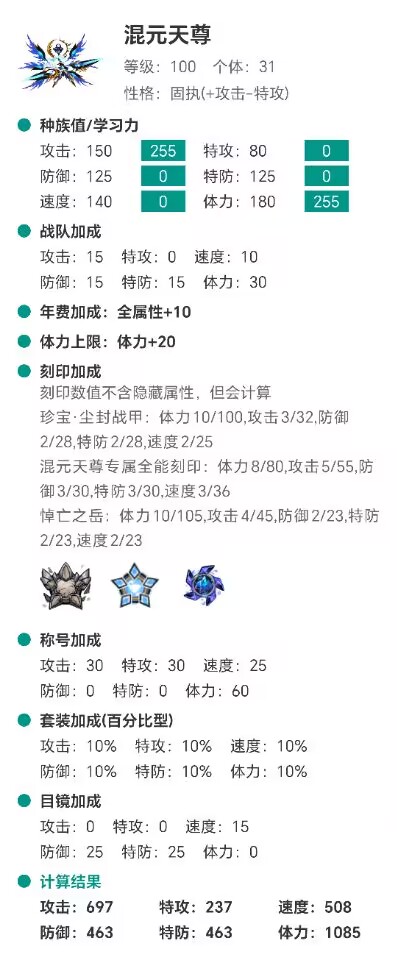 混元天尊
等级：100 个体：31
性格：固执(+攻击-特攻)
种族值/学习力
攻击：150 255 特攻：80 0
防御：125 0 特防：125 0
速度：140 0 体力：180 255
战队加成
攻击：15 特攻：0 速度：10
防御：15 特防：15 体力：30
年费加成：全属性+10
体力上限：体力+20
刻印加成
刻印数值不含隐藏属性，但会计算
珍宝·尘封战甲：体力10/100,攻击3/32,防御
2/28,特防2/28,速度2/25
混元天尊专属全能刻印：体力8/80,攻击5/55,防
御3/30,特防3/30,速度3/36
悼亡之岳：体力10/105,攻击4/45,防御2/23,特防
2/23,速度2/23
称号加成
攻击：30 特攻：30 速度：25
防御：0 特防：0 体力：60
套装加成(百分比型)
攻击：10% 特攻：10% 速度：10%
防御：10% 特防：10% 体力：10%
目镜加成
攻击：0 特攻：0 速度：15
防御：25 特防：25 体力：0
计算结果
攻击：697 特攻：237 速度：508
防御：463 特防：463 体力：1085